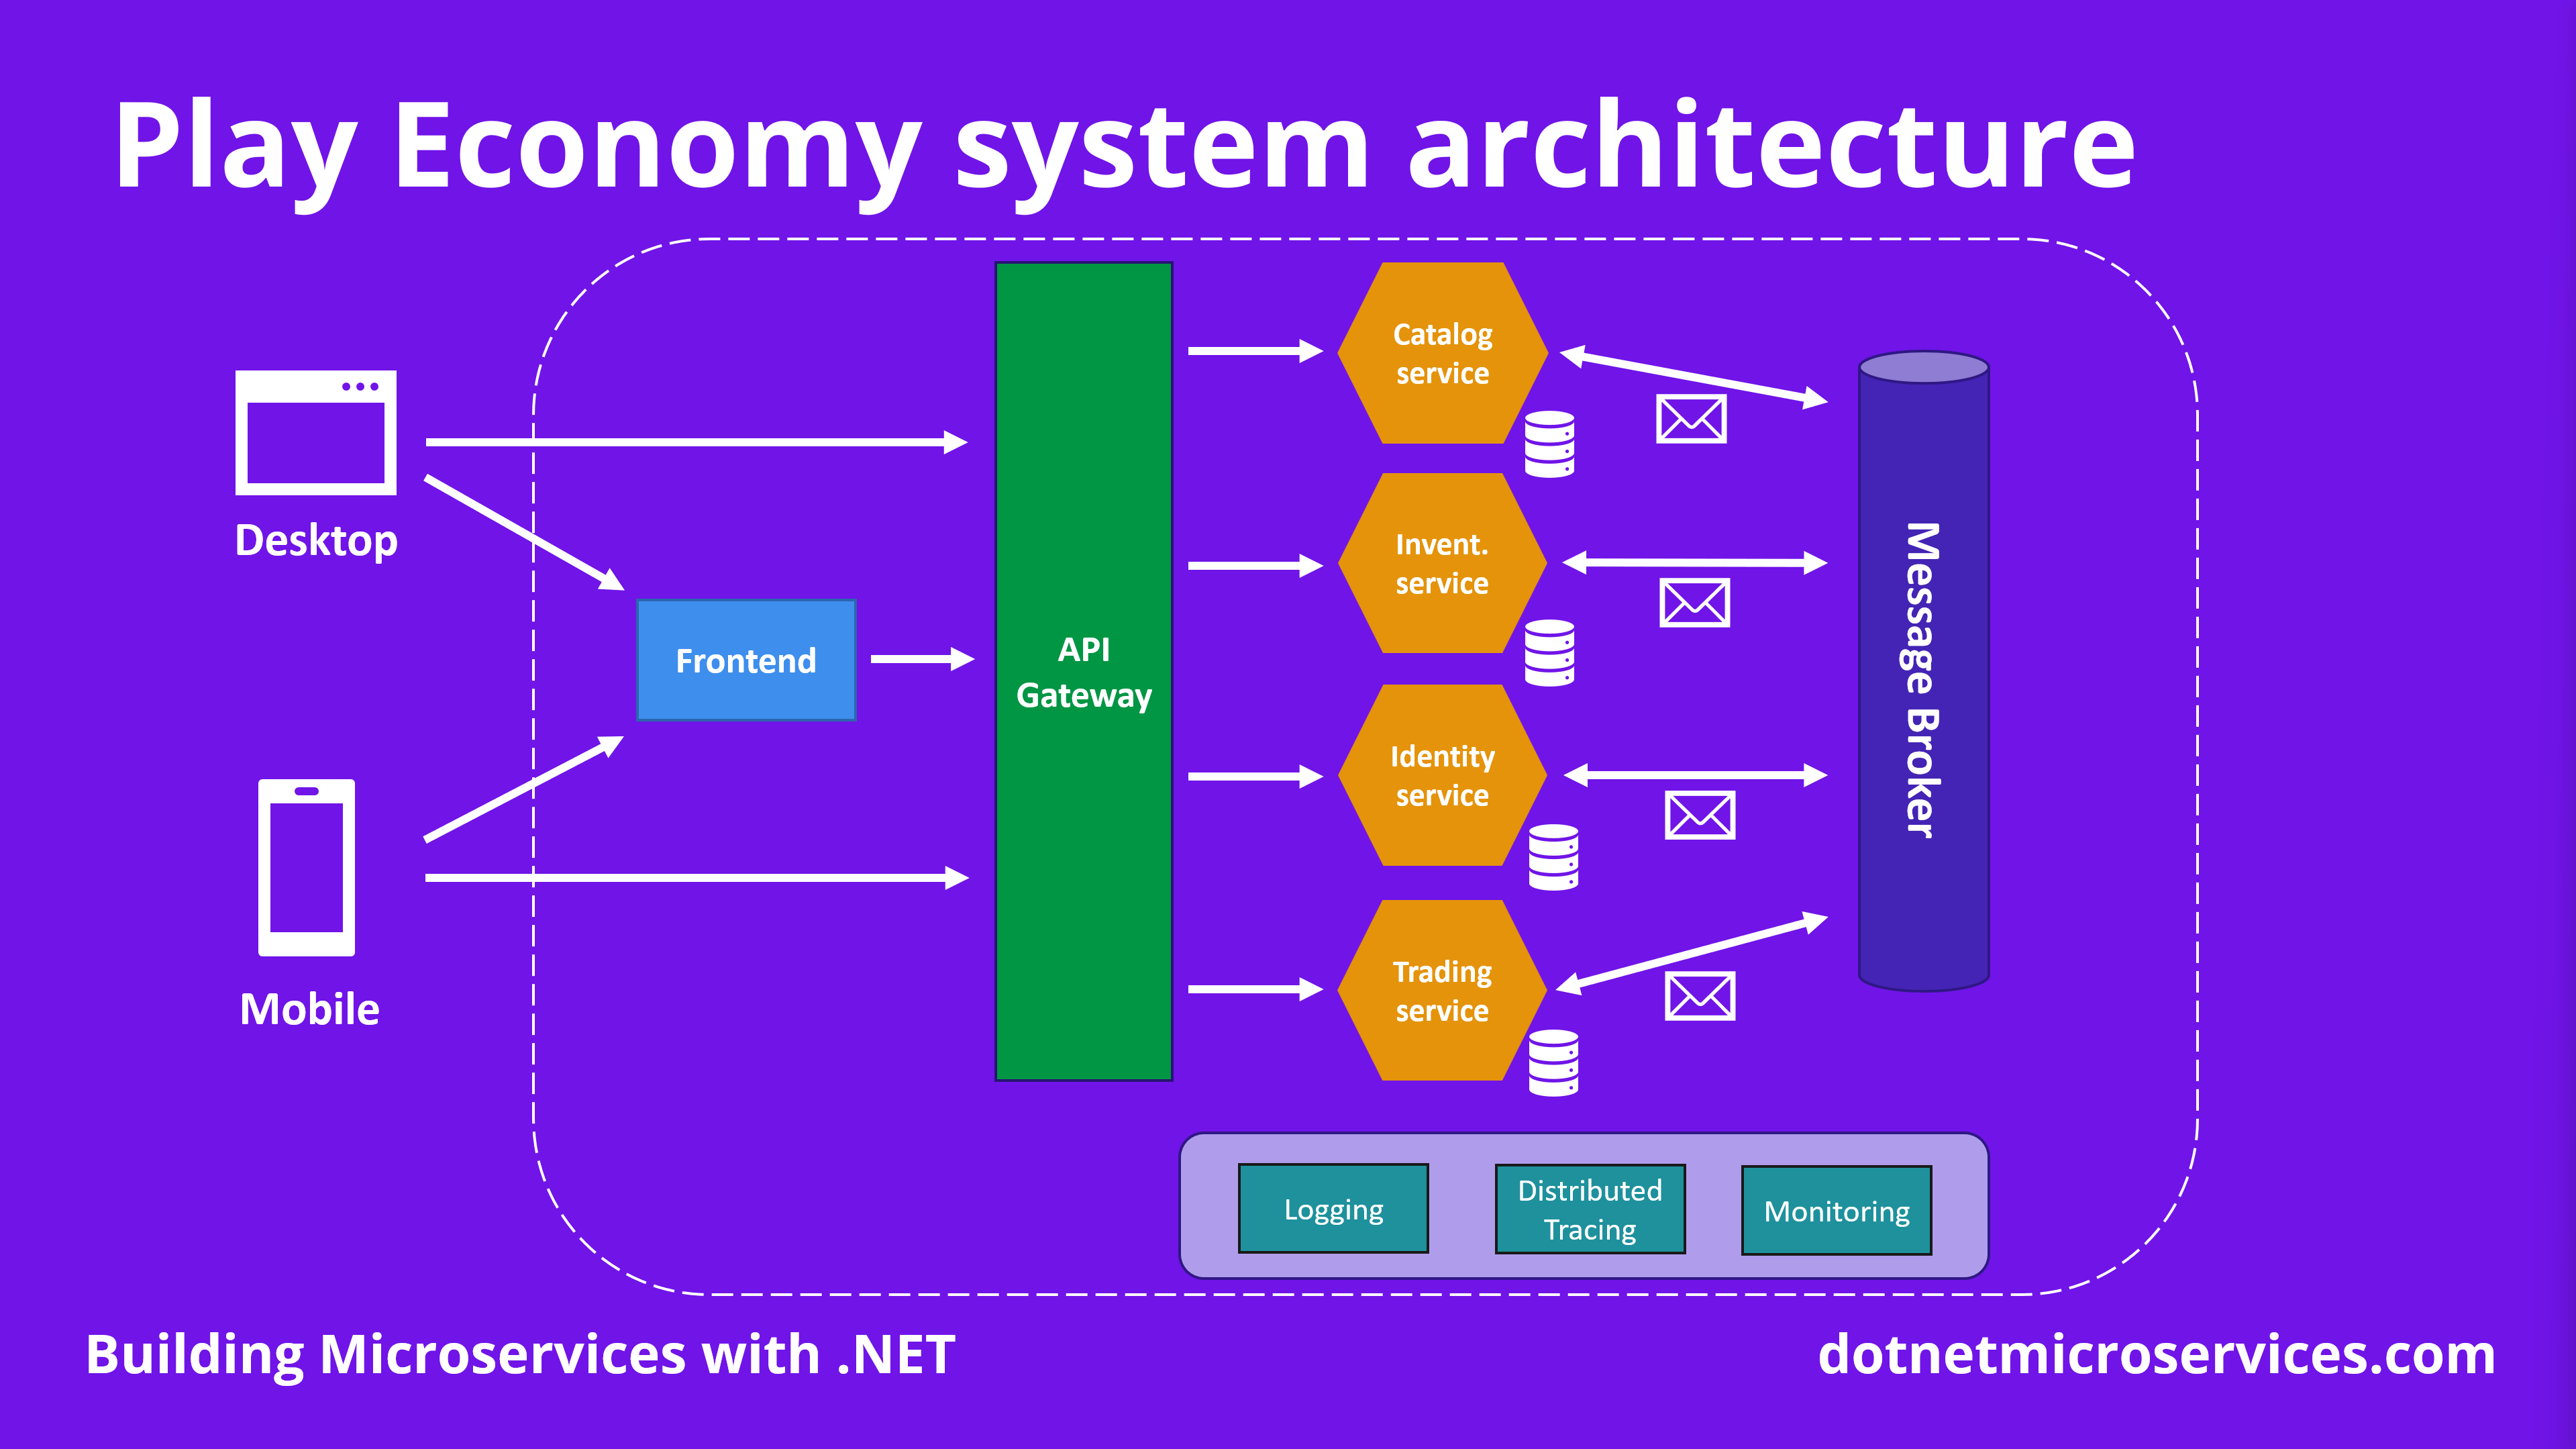 Play Economy system architecture
Desktop
Mobile
Frontend
API
Gateway
Catalog
service
Invent.
service
Identity
service
Trading
service
Message Broker
Logging
Distributed
Tracing
Monitoring
Building Microservices with .NET
dotnetmicroservices.com